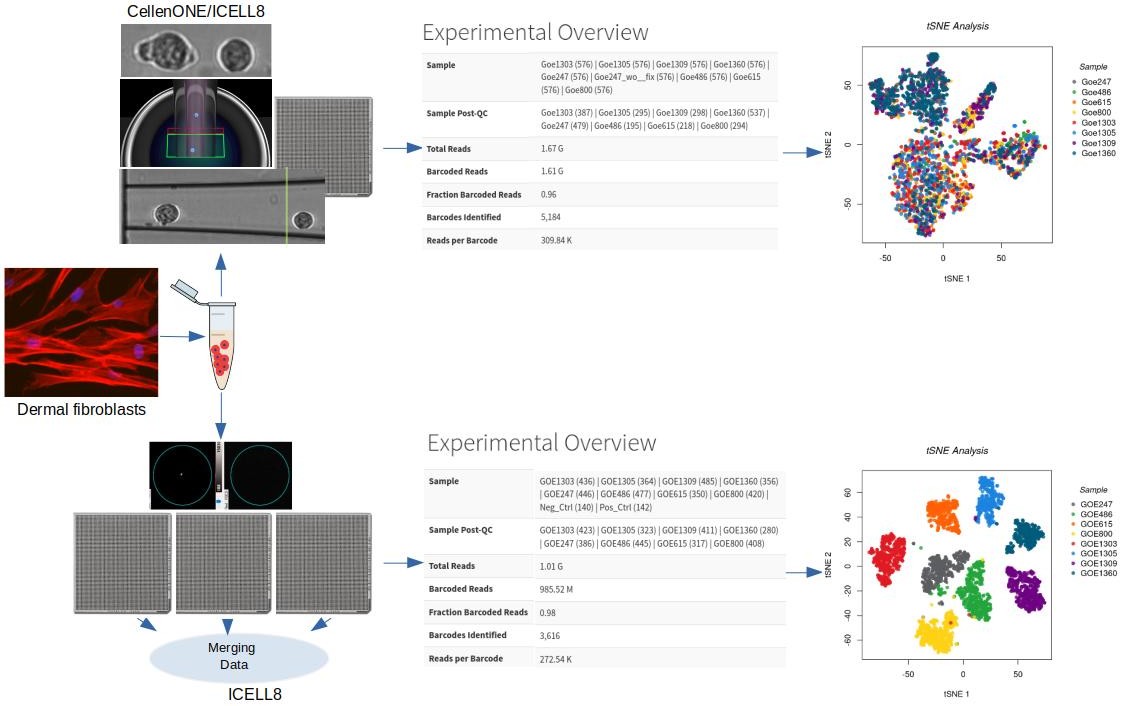 CellenONE/ICELL8
Experimental Overview
Sample
Goe1303 (576) | Goe1305 (576) | Goe1309 (576) | Goe1360 (576) |
Goe247 (576) | Goe247_wo__fix (576) | Goe486 (576) | Goe615
(576) | Goe800 (576)
Sample Post-QC
Goe1303 (387) | Goe1305 (295) | Goe1309 (298) | Goe1360 (537) |
Goe247 (479) | Goe486 (195) | Goe615 (218) | Goe800 (294)
Total Reads 1.67 G
Barcoded Reads 1.61 G
Fraction Barcoded Reads 0.96
Barcodes Identified 5,184
Reads per Barcode 309.84 K
tSNE Analysis
50
0
-50
tSNE 2
-50 0 50
tSNE 1
Sample
Goe247
Goe486
Goe615
Goe800
Goe1303
Goe1305
Goe1309
Goe1360
Dermal fibroblasts
Merging
Data
ICELL8
Experimental Overview
Sample
GOE1303 (436) | GOE1305 (364) | GOE1309 (485) | GOE1360 (356)
| GOE247 (446) | GOE486 (477) | GOE615 (350) | GOE800 (420) |
Neg_Ctrl (140) | Pos_Ctrl (142)
Sample Post-QC
GOE1303 (423) | GOE1305 (323) | GOE1309 (411) | GOE1360 (280)
| GOE247 (386) | GOE486 (445) | GOE615 (317) | GOE800 (408)
Total Reads 1.01 G
Barcoded Reads 985.52 M
Fraction Barcoded Reads 0.98
Barcodes Identified 3,616
Reads per Barcode 272.54 K
tSNE Analysis
60
40
20
0
-20
-40
-60
tSNE 2
-50 0 50
tSNE 1
Sample
GOE247
GOE486
GOE615
GOE800
GOE1303
GOE1305
GOE1309
GOE1360